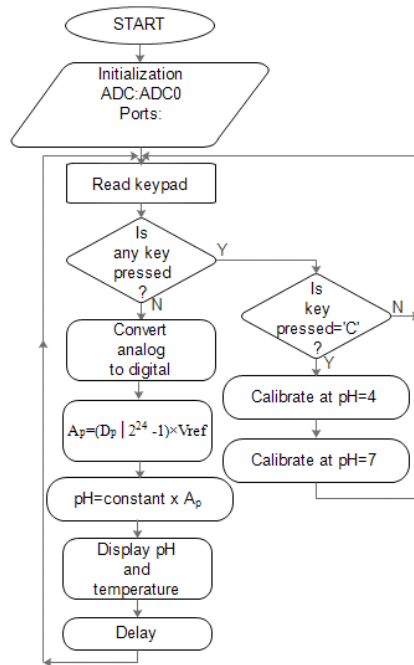 START
Initialization
ADC:ADC0
Ports:
Read keypad
Is
any key
pressed
?
Y
N
Is
key
pressed='C'
?
N
Y
Convert
analog
to digital
Calibrate at pH=4
Aₚ=(Dₚ | 2²⁴ -1)×Vref
Calibrate at pH=7
pH=constant x Aₚ
Display pH
and
temperature
Delay